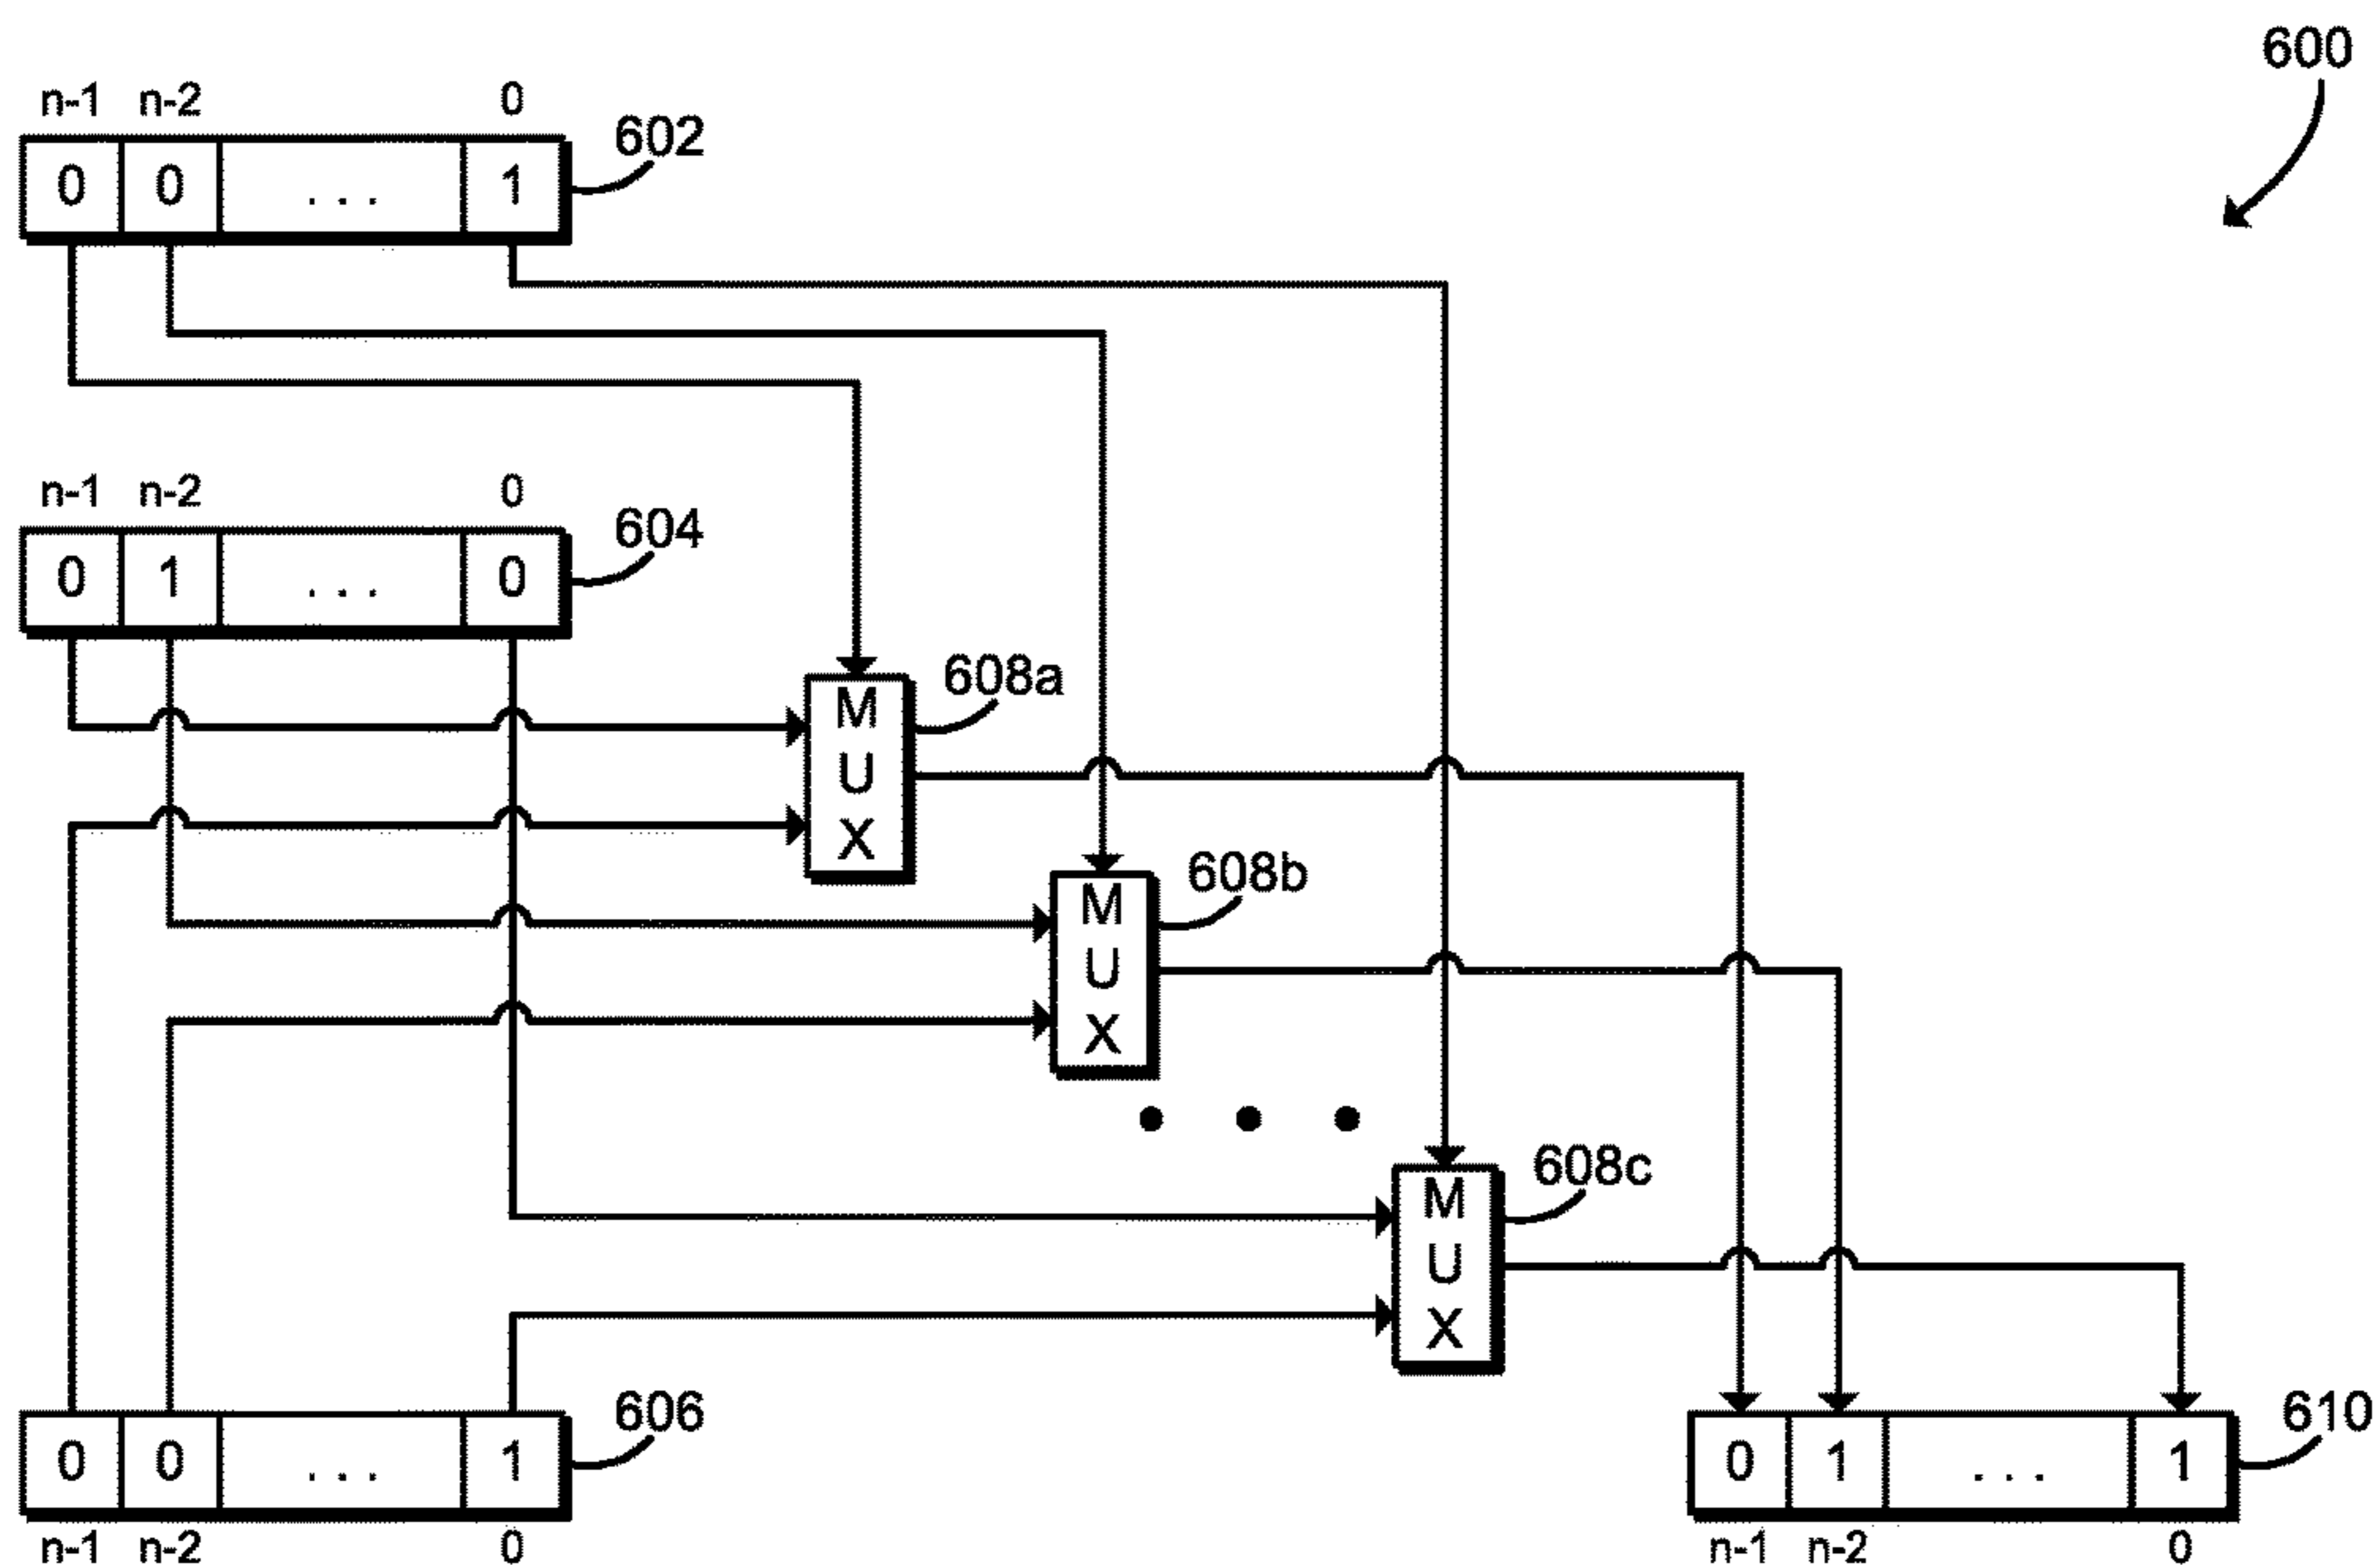 600
n-1 n-2 0
602
0 0 . . . 1
n-1 n-2 0
604
0 1 . . . 0
608a
M
U
X
608b
M
U
X
608c
M
U
X
606
0 0 . . . 1
n-1 n-2 0
610
0 1 . . . 1
n-1 n-2 0